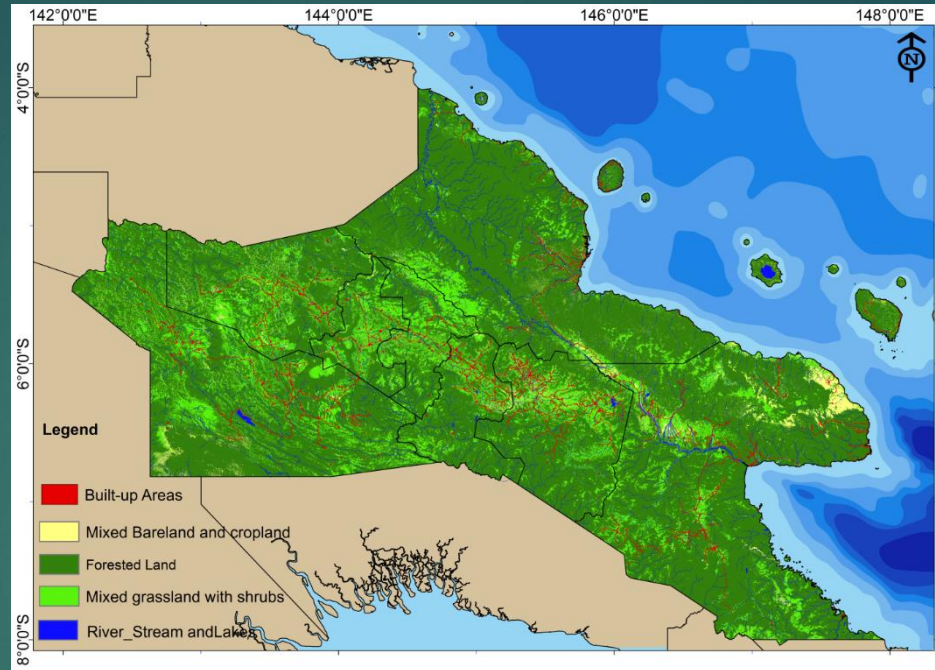 142°0'0"E 144°0'0"E 146°0'0"E 148°0'0"E
N
4°0'0"S
6°0'0"S
8°0'0"S
Legend
Built-up Areas
Mixed Bareland and cropland
Forested Land
Mixed grassland with shrubs
River_Stream andLakes